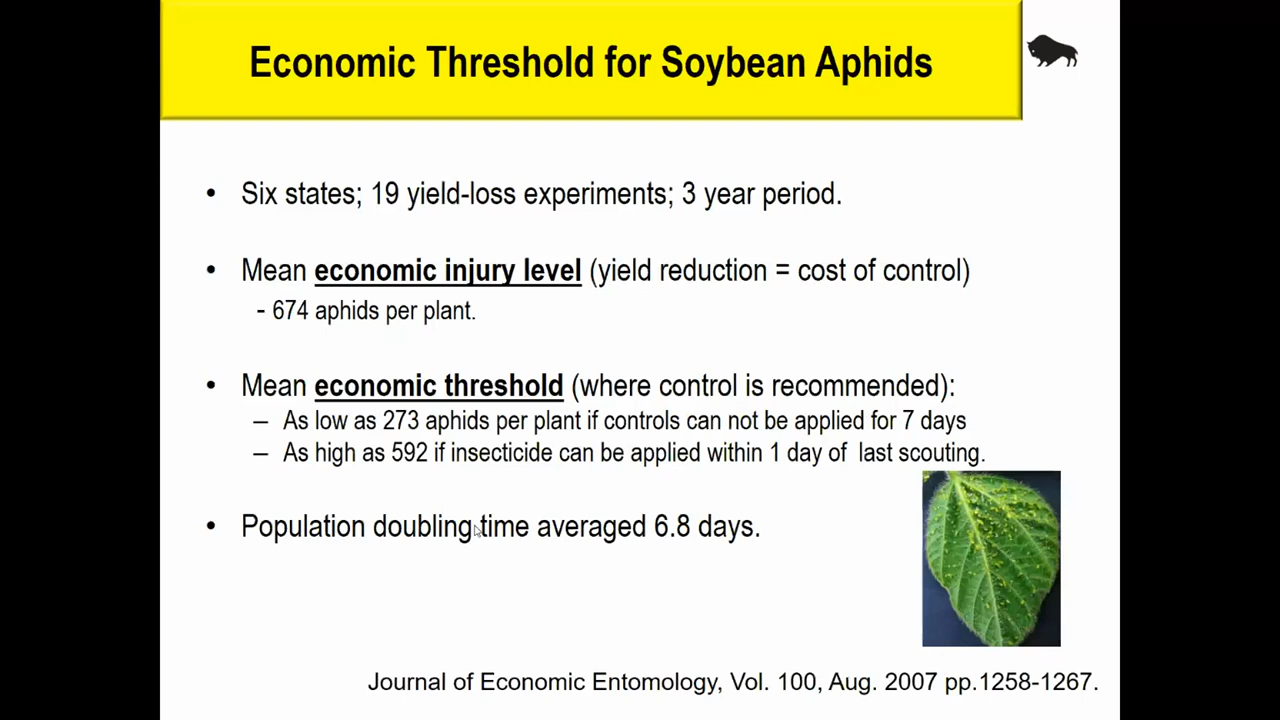 Economic Threshold for Soybean Aphids
• Six states; 19 yield-loss experiments; 3 year period.
• Mean economic injury level (yield reduction = cost of control)
- 674 aphids per plant.
• Mean economic threshold (where control is recommended):
– As low as 273 aphids per plant if controls can not be applied for 7 days
– As high as 592 if insecticide can be applied within 1 day of last scouting.
• Population doubling time averaged 6.8 days.
Journal of Economic Entomology, Vol. 100, Aug. 2007 pp.1258-1267.